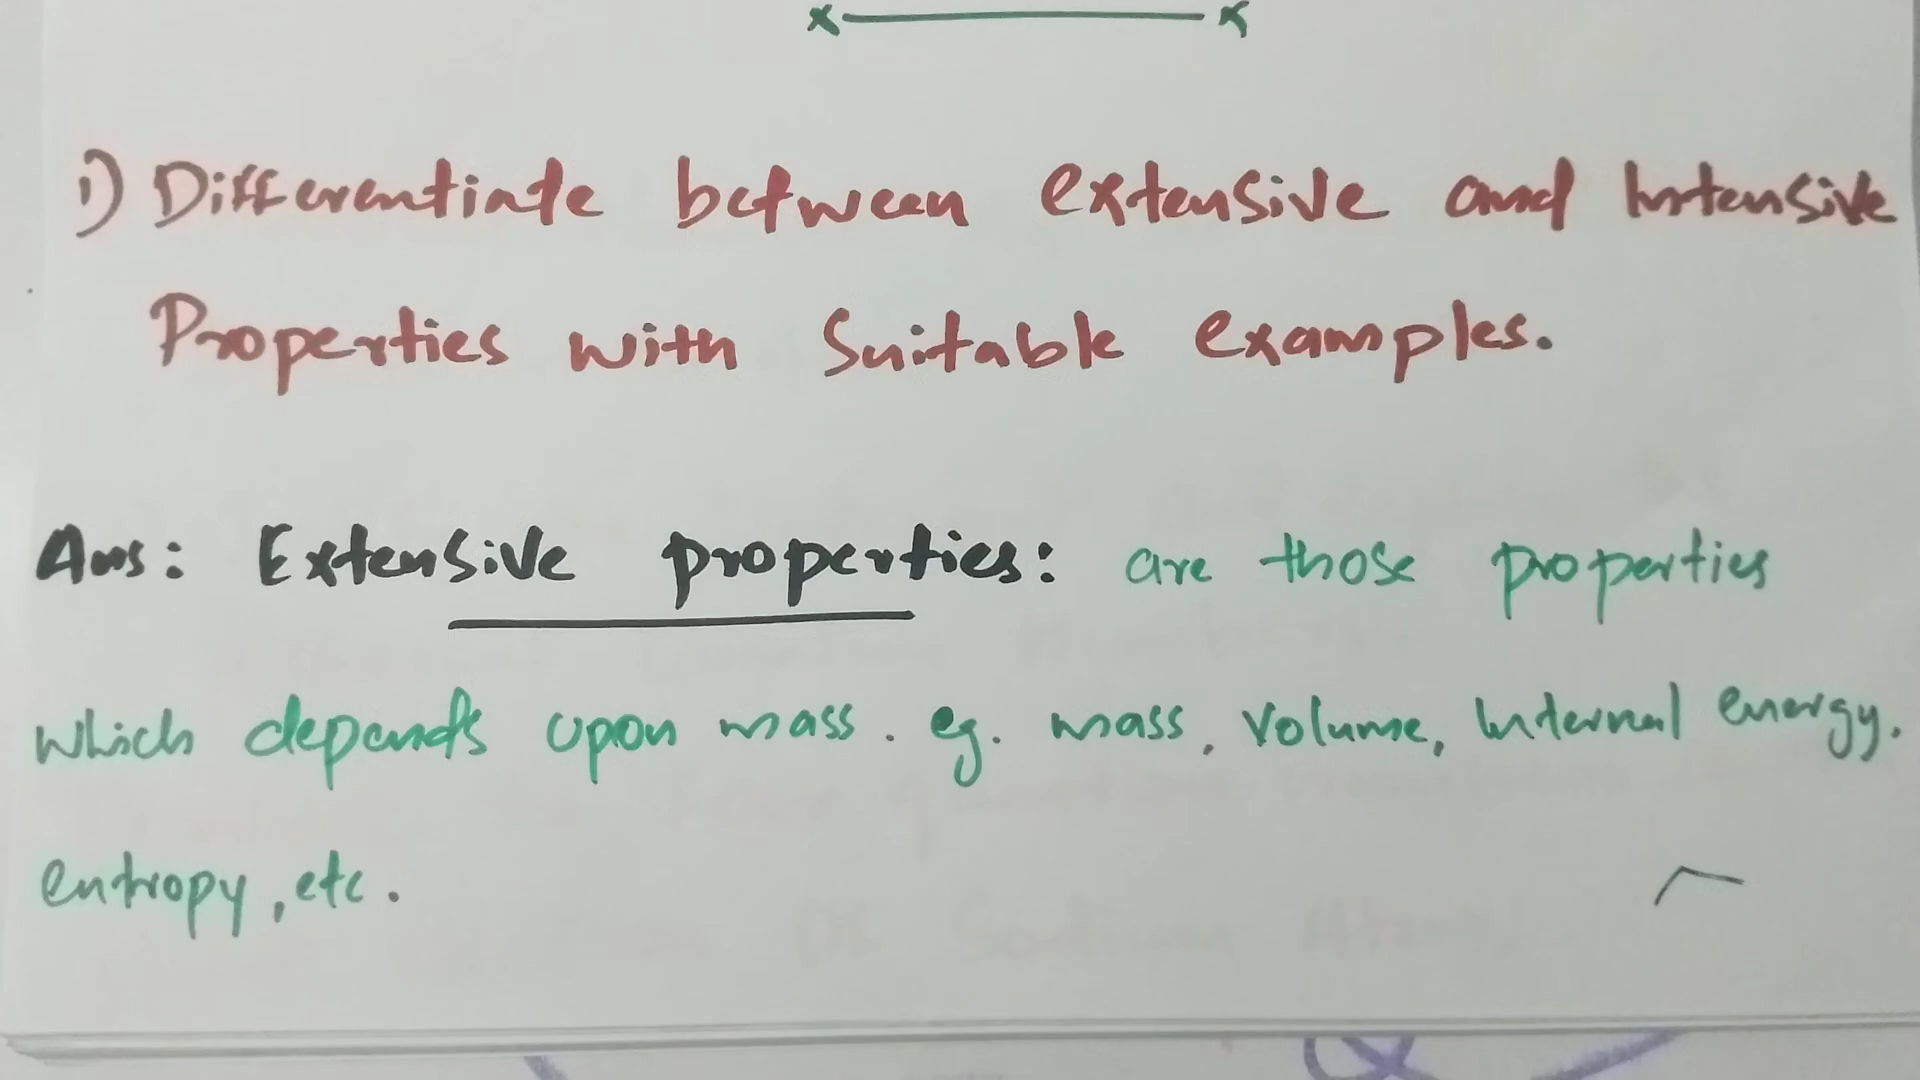 i) Differentiate between extensive and Intensive
Properties with Suitable examples.
Ans: Extensive properties: are those properties
which depends upon mass. eg. mass, Volume, Internal energy.
entropy, etc.